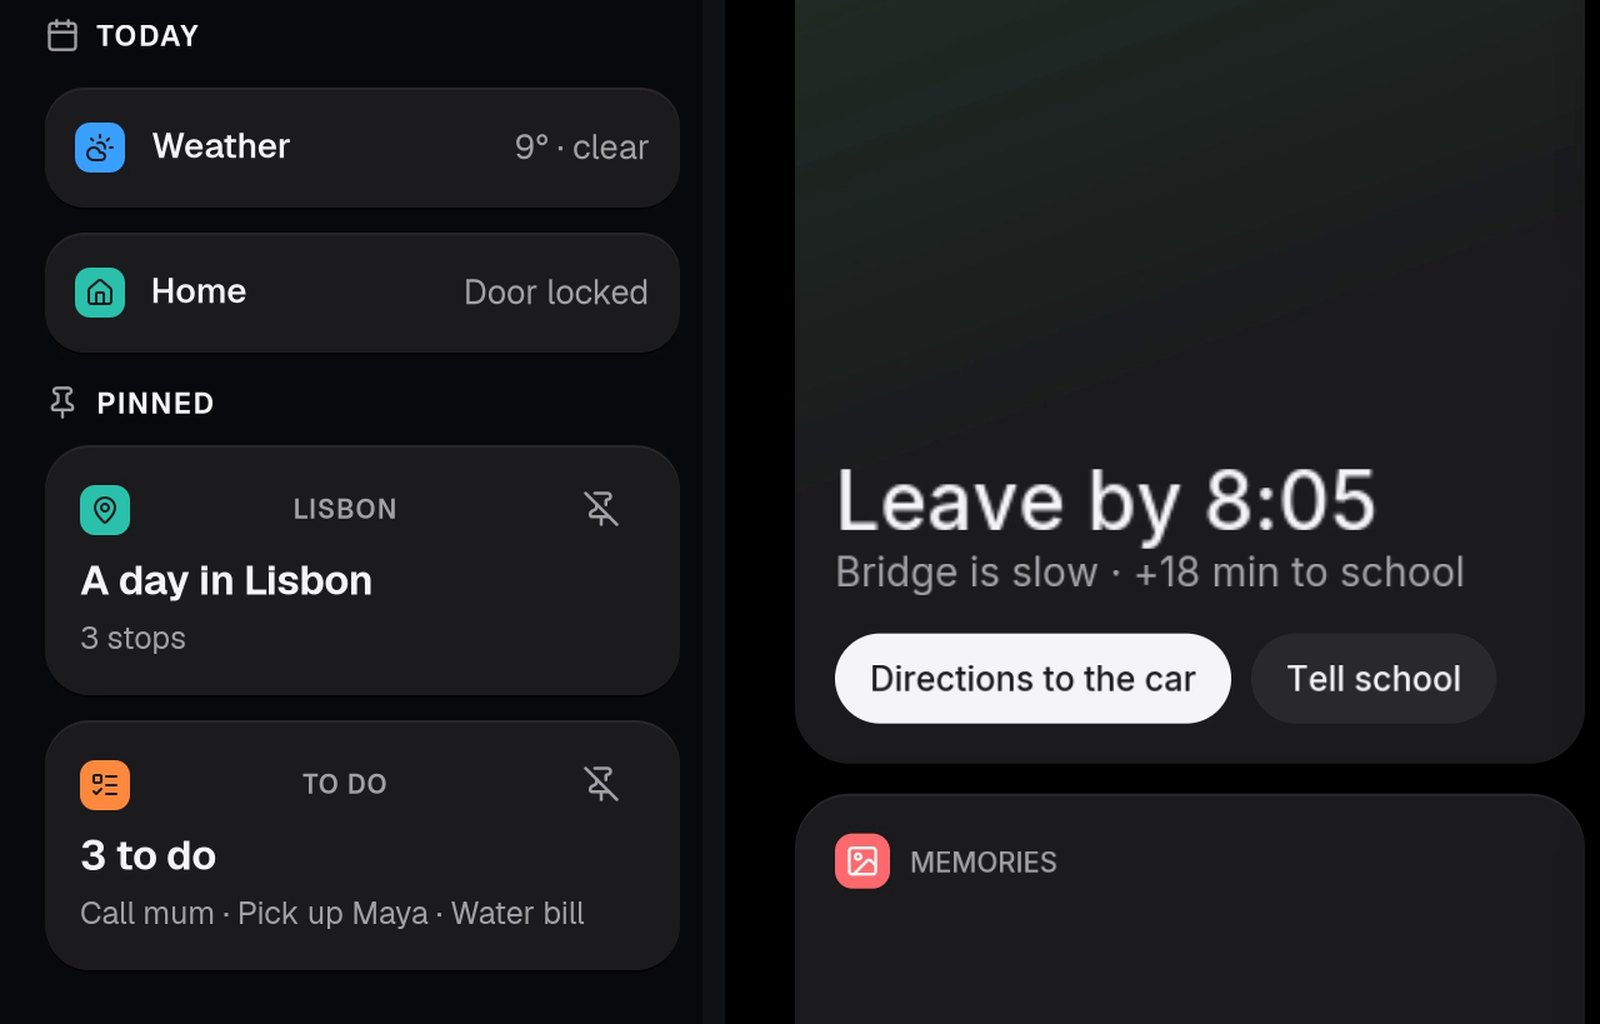 TODAY
Weather
9° · clear
Home
Door locked
PINNED
LISBON
A day in Lisbon
3 stops
TO DO
3 to do
Call mum · Pick up Maya · Water bill
Leave by 8:05
Bridge is slow · +18 min to school
Directions to the car
Tell school
MEMORIES